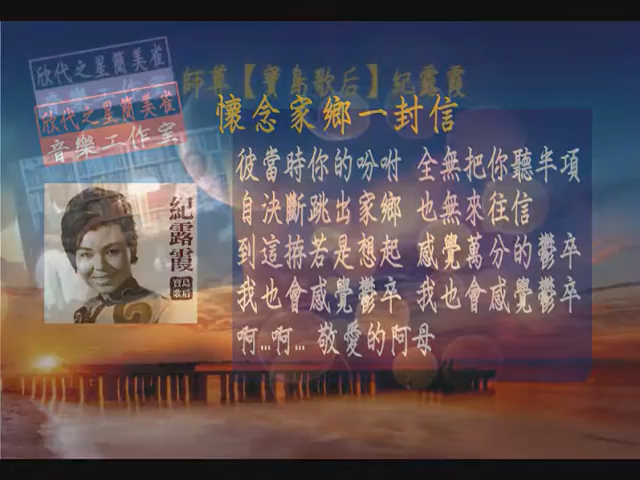 欣代之星簡美雀
欣代之星簡美雀
音樂工作室
師尊【寶島歌后】紀露霞
懷念家鄉一封信
彼當時你的吩咐 全無把你聽半項
自決斷跳出家鄉 也無來往信
到這擀若是想起 感覺萬分的鬱卒
我也會感覺鬱卒 我也會感覺鬱卒
啊…啊… 敬愛的阿母
紀露霞
寶島歌后